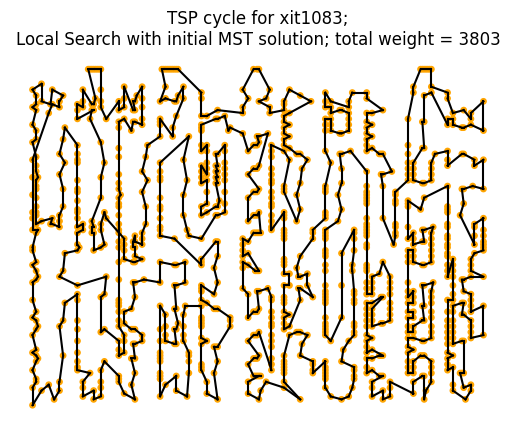 TSP cycle for xit1083;
Local Search with initial MST solution; total weight = 3803